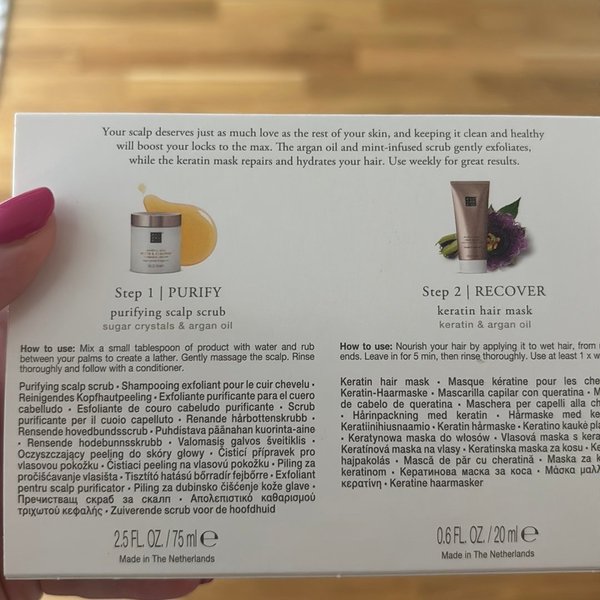 Your scalp deserves just as much love as the rest of your skin, and keeping it clean and healthy
will boost your locks to the max. The argan oil and mint-infused scrub gently exfoliates,
while the keratin mask repairs and hydrates your hair. Use weekly for great results.
Step 1 | PURIFY
purifying scalp scrub
sugar crystals & argan oil
How to use: Mix a small tablespoon of product with water and rub
between your palms to create a lather. Gently massage the scalp. Rinse
thoroughly and follow with a conditioner.
Purifying scalp scrub • Shampooing exfoliant pour le cuir chevelu •
Reinigendes Kopfhautpeeling • Exfoliante purificante para el cuero
cabelludo • Esfoliante de couro cabeludo purificante • Scrub
purificante per il cuoio capelluto • Renande hårbottenskrubb •
Rensende hovedbundsscrub • Puhdistava päänahan kuorinta-aine
• Rensende hodebunnsskrubb • Valomasis galvos šveitiklis •
Oczyszczający peeling do skóry głowy • Čisticí přípravek pro
vlasovou pokožku • Čistiaci peeling na vlasovú pokožku • Piling za
pročišćavanje vlasišta • Tisztító hatású bőrradír fejbőrre • Exfoliant
pentru scalp purificator • Piling za dubinsko čišćenje kože glave •
Пречистващ скраб за скалп • Απολεπιστικό καθαρισμού
τριχωτού κεφαλής • Zuiverende scrub voor de hoofdhuid
2.5 FL. OZ. / 75 ml ℮
Made in The Netherlands
Step 2 | RECOVER
keratin hair mask
keratin & argan oil
How to use: Nourish your hair by applying it to wet hair, from
ends. Leave in for 5 min, then rinse thoroughly. Use at least 1 x
Keratin hair mask • Masque kératine pour les
Keratin-Haarmaske • Mascarilla capilar con queratina •
de cabelo de queratina • Maschera per capelli alla
• Hårinpackning med keratin • Hårmaske med
Keratiinihiusnaamio • Keratin hårmaske • Keratino kaukė
• Keratynowa maska do włosów • Vlasová maska s
Keratínová maska na vlasy • Keratinska maska za kosu •
hajpakolás • Mască de păr cu cheratină • Maska za
keratinom • Кератинова маска за коса • Μάσκα
κερατίνη • Keratine haarmasker
0.6 FL. OZ. / 20 ml ℮
Made in The Netherlands